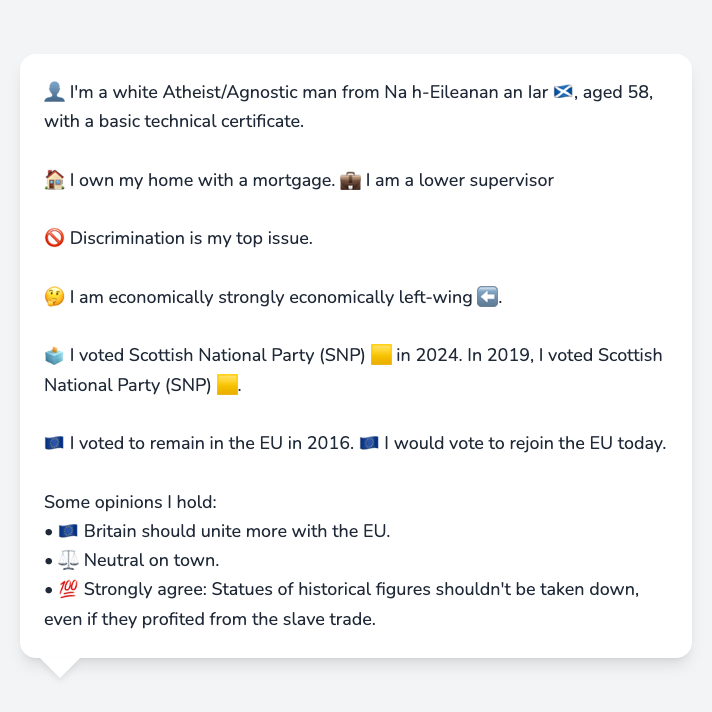 👤 I'm a white Atheist/Agnostic man from Na h-Eileanan an Iar 🏴󠁧󠁢󠁳󠁣󠁴󠁿, aged 58,
with a basic technical certificate.
🏠 I own my home with a mortgage. 💼 I am a lower supervisor
🚫 Discrimination is my top issue.
🤔 I am economically strongly economically left-wing ⬅️.
🗳️ I voted Scottish National Party (SNP) 🟨 in 2024. In 2019, I voted Scottish
National Party (SNP) 🟨.
🇪🇺 I voted to remain in the EU in 2016. 🇪🇺 I would vote to rejoin the EU today.
Some opinions I hold:
• 🇪🇺 Britain should unite more with the EU.
• ⚖️ Neutral on town.
• 💯 Strongly agree: Statues of historical figures shouldn't be taken down,
even if they profited from the slave trade.